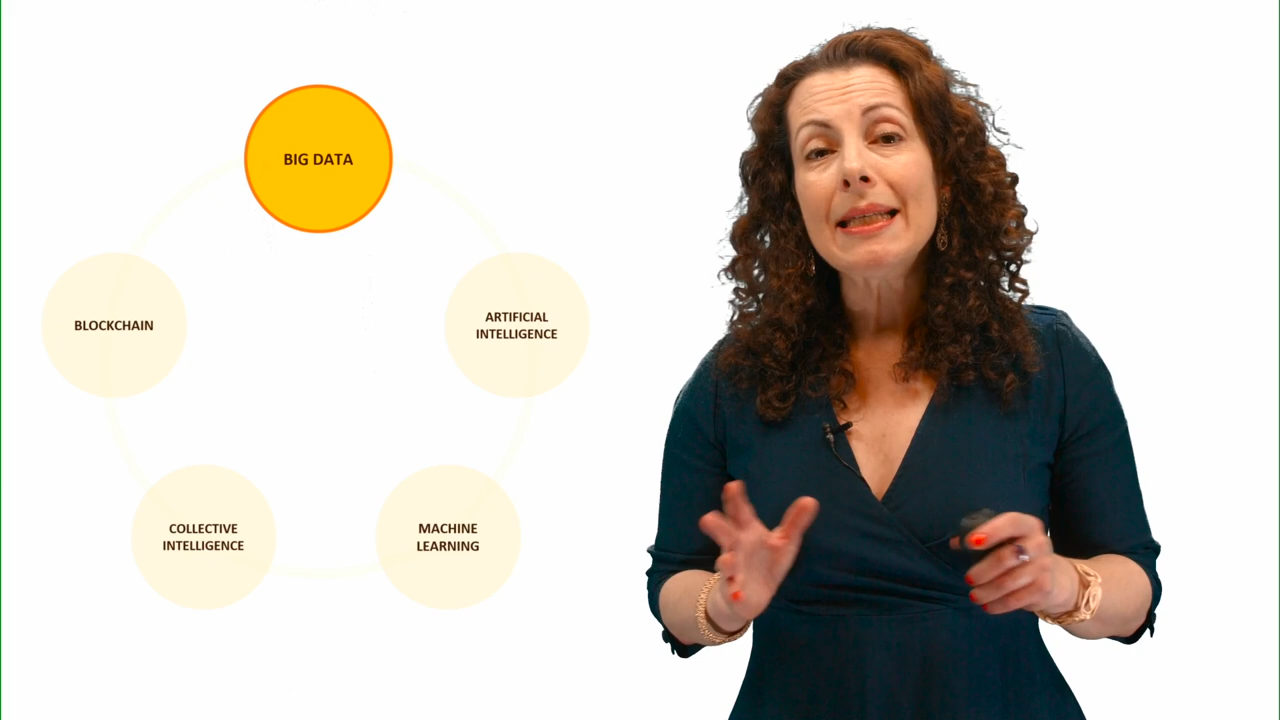 BIG DATA
BLOCKCHAIN
ARTIFICIAL
INTELLIGENCE
COLLECTIVE
INTELLIGENCE
MACHINE
LEARNING